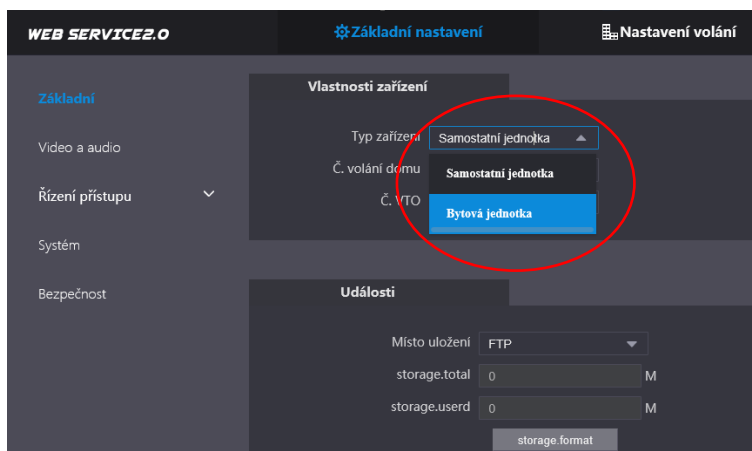 WEB SERVICE2.0
Základní nastavení
Nastavení volání
Základní
Video a audio
Řízení přístupu
Systém
Bezpečnost
Vlastnosti zařízení
Typ zařízení Samostatní jednotka
Č. volání domu
Samostatní jednotka
Č. VTO
Bytová jednotka
Události
Místo uložení FTP
storage.total 0 M
storage.userd 0 M
storage.format